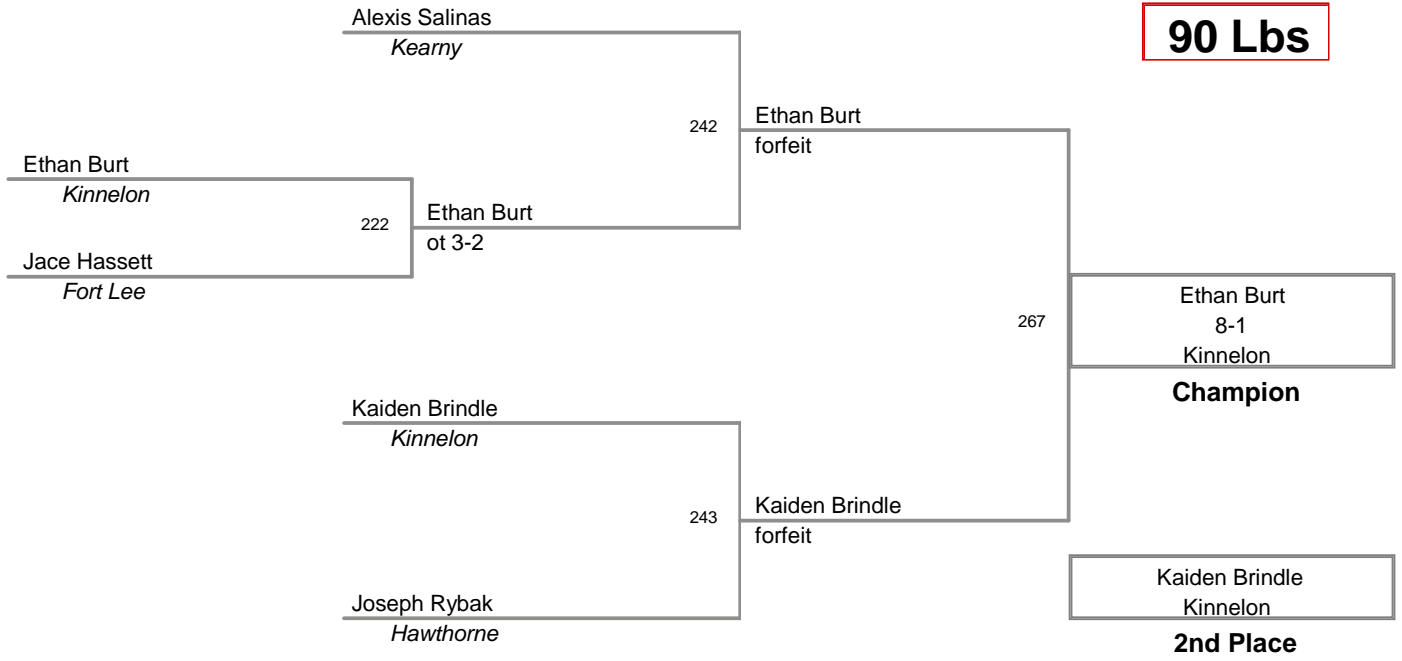 Alexis Salinas
Kearny
90 Lbs
242
Ethan Burt
forfeit
Ethan Burt
Kinnelon
222
Ethan Burt
ot 3-2
Jace Hassett
Fort Lee
267
Ethan Burt
8-1
Kinnelon
Champion
Kaiden Brindle
Kinnelon
243
Kaiden Brindle
forfeit
Joseph Rybak
Hawthorne
Kaiden Brindle
Kinnelon
2nd Place